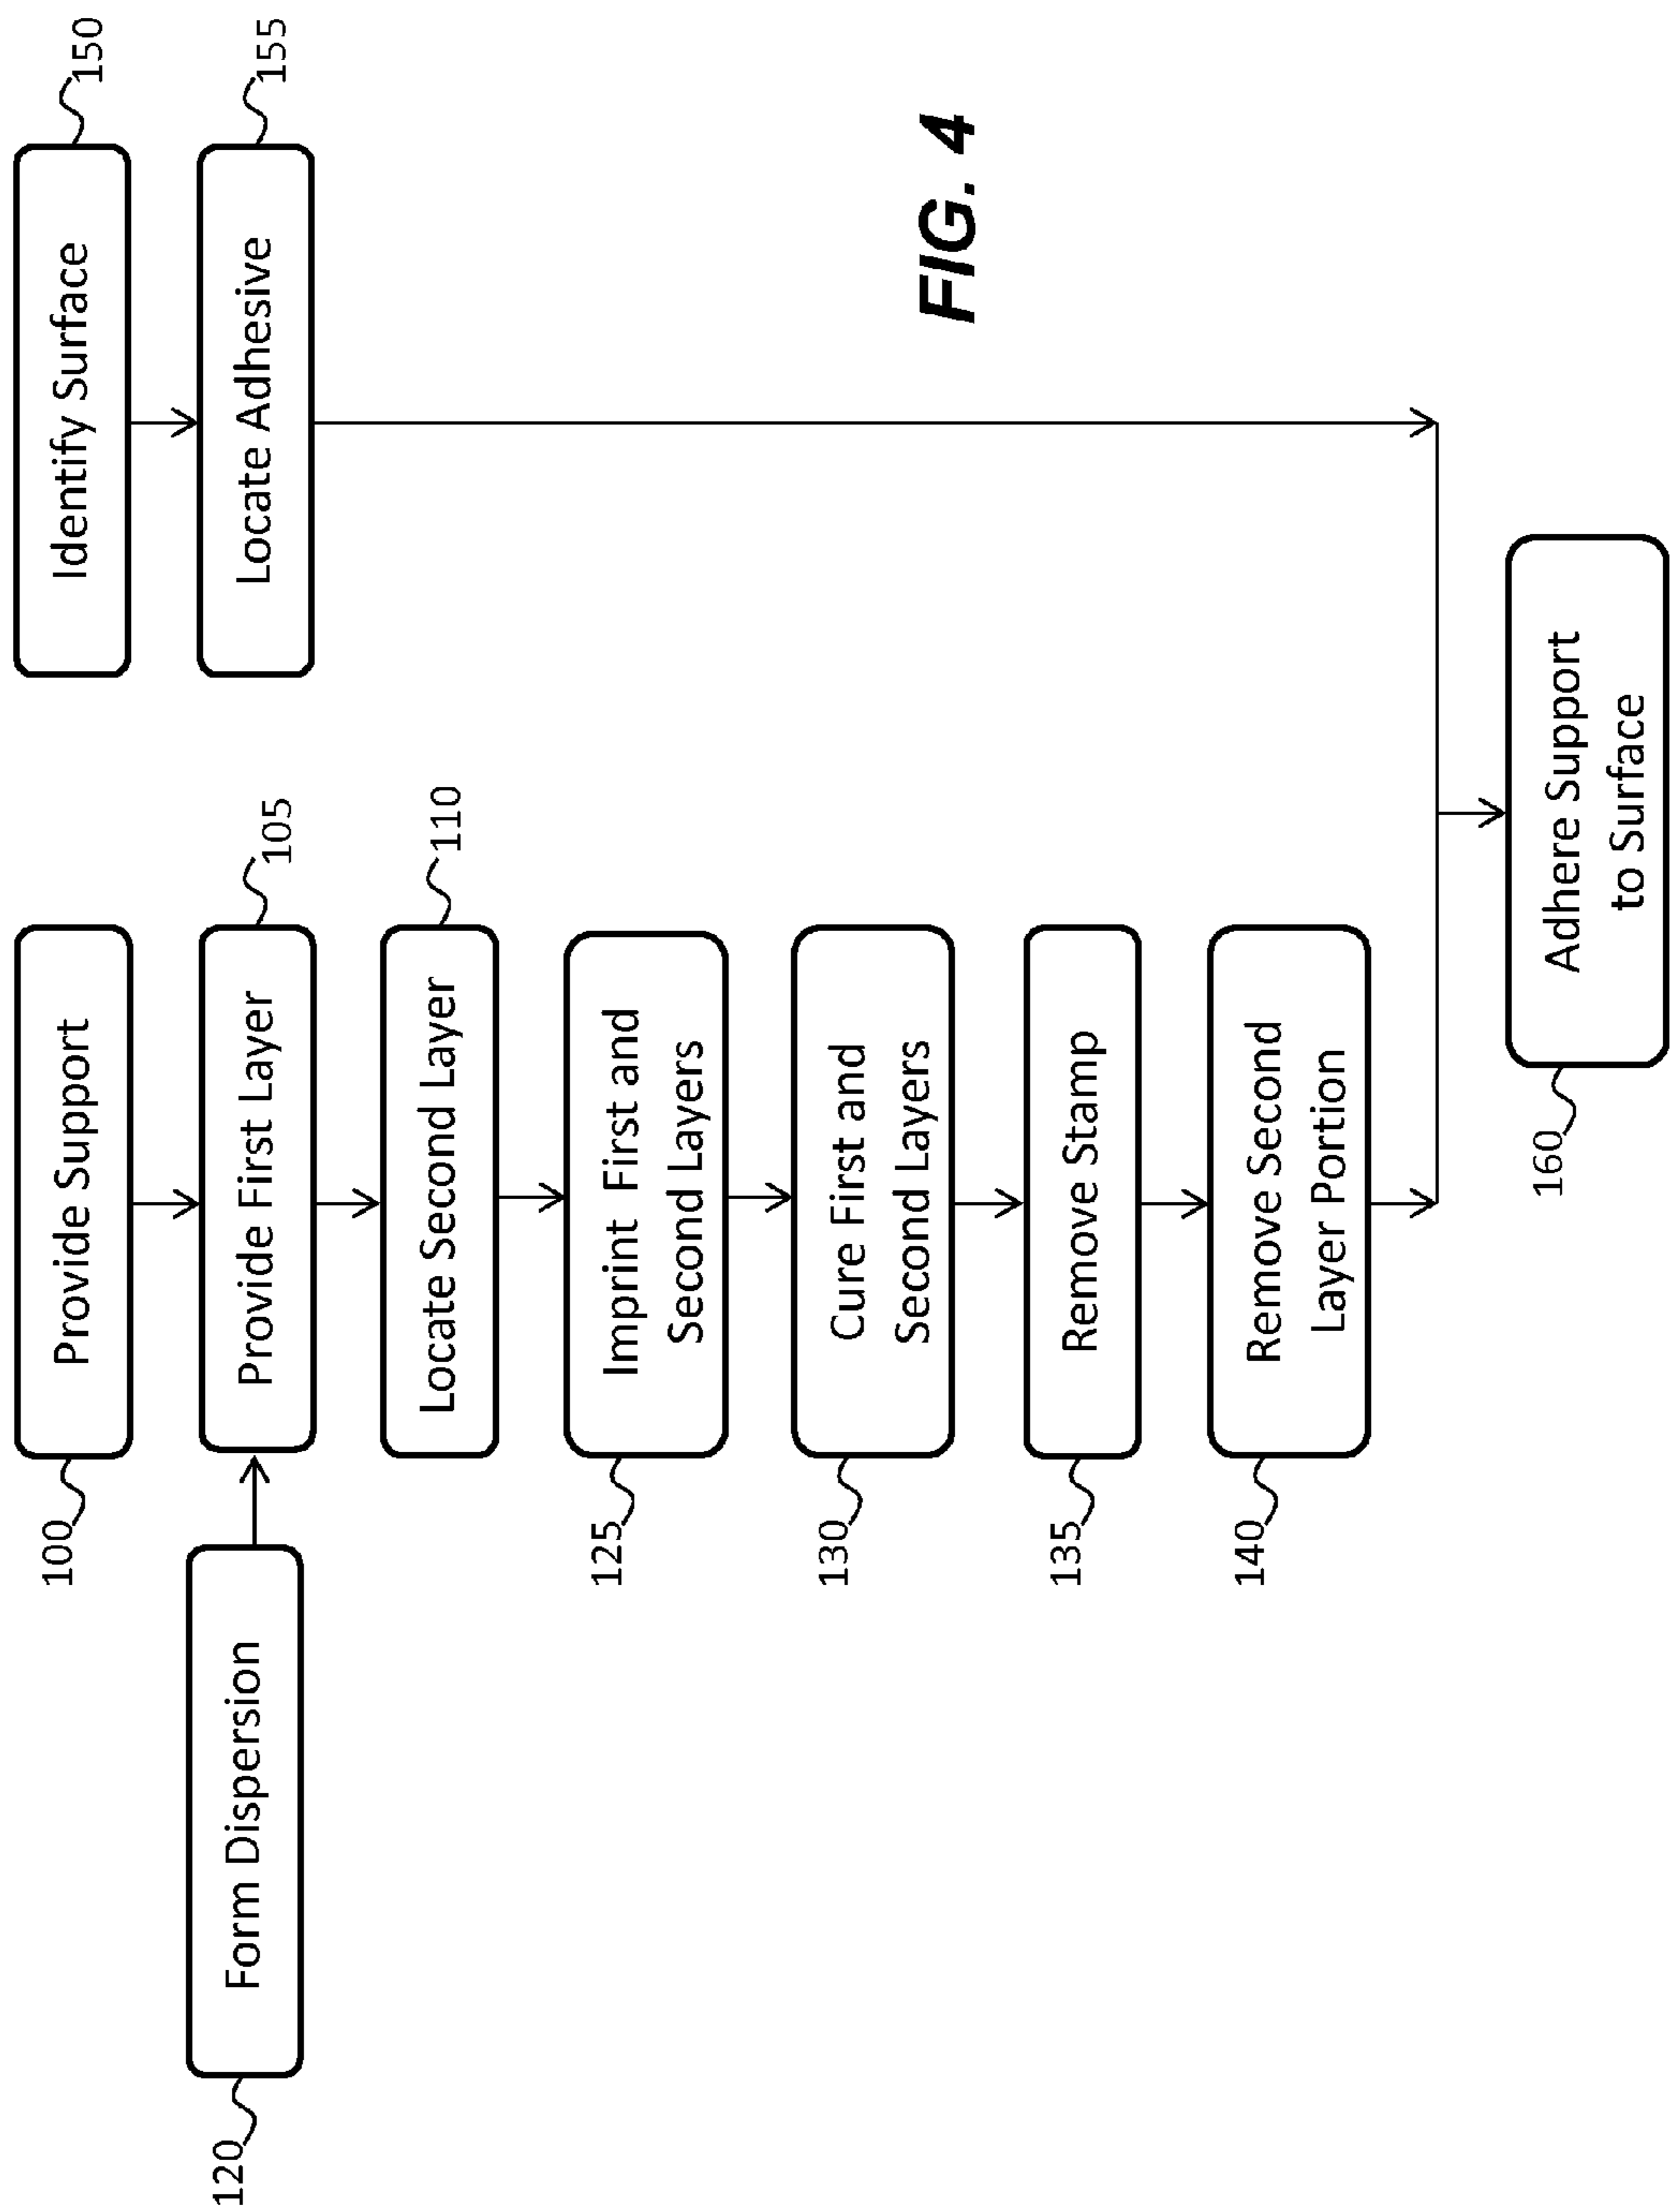 Provide Support
100
Identify Surface
150
Form Dispersion
120
Provide First Layer
105
Locate Adhesive
155
Locate Second Layer
110
Imprint First and
Second Layers
125
Cure First and
Second Layers
130
Remove Stamp
135
Remove Second
Layer Portion
140
Adhere Support
to Surface
160
FIG. 4